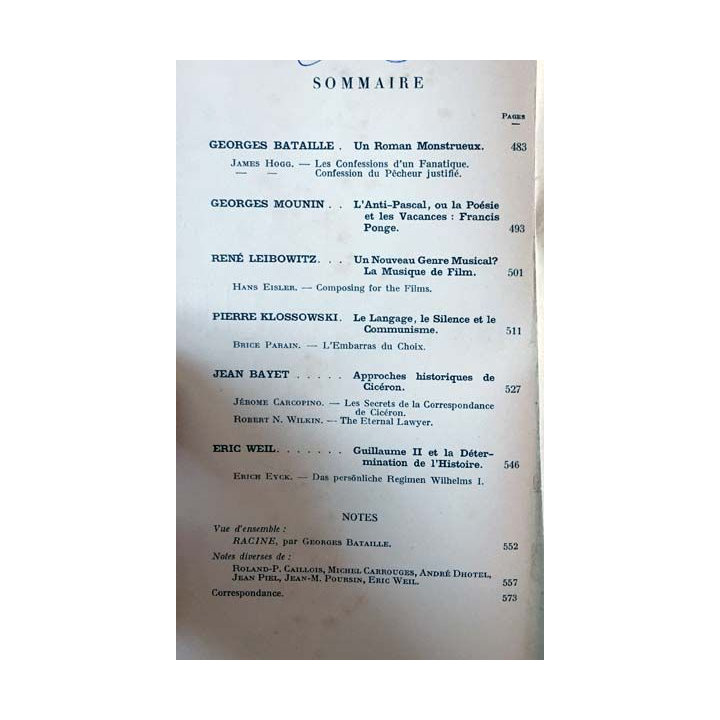 SOMMAIRE
PAGES
GEORGES BATAILLE . Un Roman Monstrueux. 483
JAMES HOGG. — Les Confessions d'un Fanatique.
— — Confession du Pêcheur justifié.
GEORGES MOUNIN . . L'Anti-Pascal, ou la Poésie
et les Vacances : Francis
Ponge. 493
RENÉ LEIBOWITZ. . . Un Nouveau Genre Musical?
La Musique de Film. 501
HANS EISLER. — Composing for the Films.
PIERRE KLOSSOWSKI. Le Langage, le Silence et le
Communisme. 511
BRICE PARAIN. — L'Embarras du Choix.
JEAN BAYET . . . . . Approches historiques de
Cicéron. 527
JÉROME CARCOPINO. — Les Secrets de la Correspondance
de Cicéron.
ROBERT N. WILKIN. — The Eternal Lawyer.
ERIC WEIL. . . . . . . Guillaume II et la Déter-
mination de l'Histoire. 546
ERICH EYCK. — Das persönliche Regimen Wilhelms I.
NOTES
Vue d'ensemble :
RACINE, par GEORGES BATAILLE. 552
Notes diverses de :
ROLAND-P. CAILLOIS, MICHEL CARROUGES, ANDRÉ DHOTEL,
JEAN PIEL, JEAN-M. POURSIN, ERIC WEIL. 557
Correspondance. 573